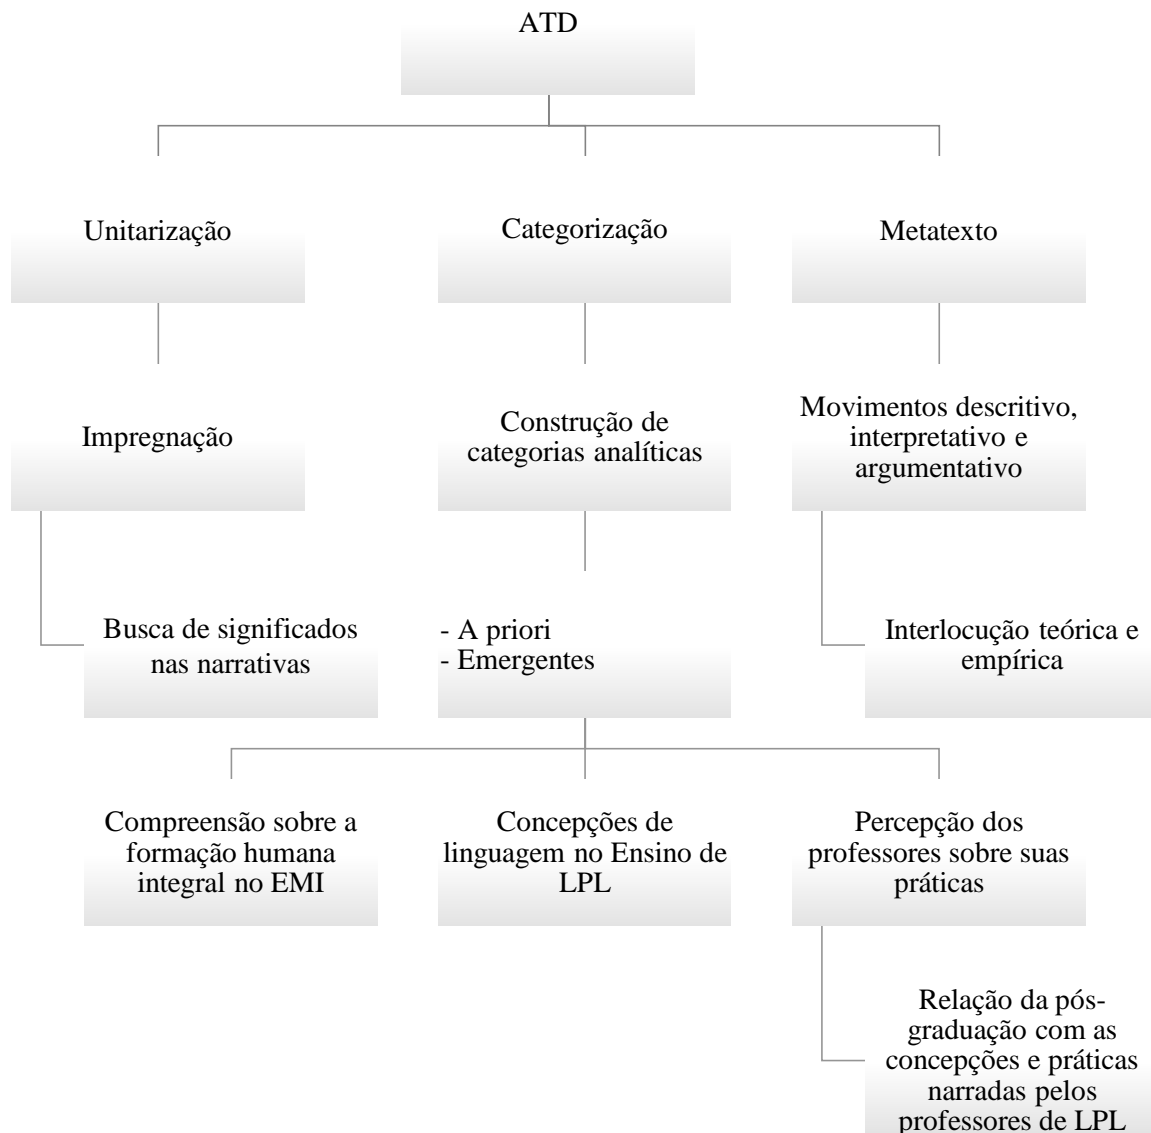 ATD
Unitarização
Categorização
Metatexto
Impregnação
Construção de
categorias analíticas
Movimentos descritivo,
interpretativo e
argumentativo
Busca de significados
nas narrativas
- A priori
- Emergentes
Interlocução teórica e
empírica
Compreensão sobre a
formação humana
integral no EMI
Concepções de
linguagem no Ensino de
LPL
Percepção dos
professores sobre suas
práticas
Relação da pós-
graduação com as
concepções e práticas
narradas pelos
professores de LPL